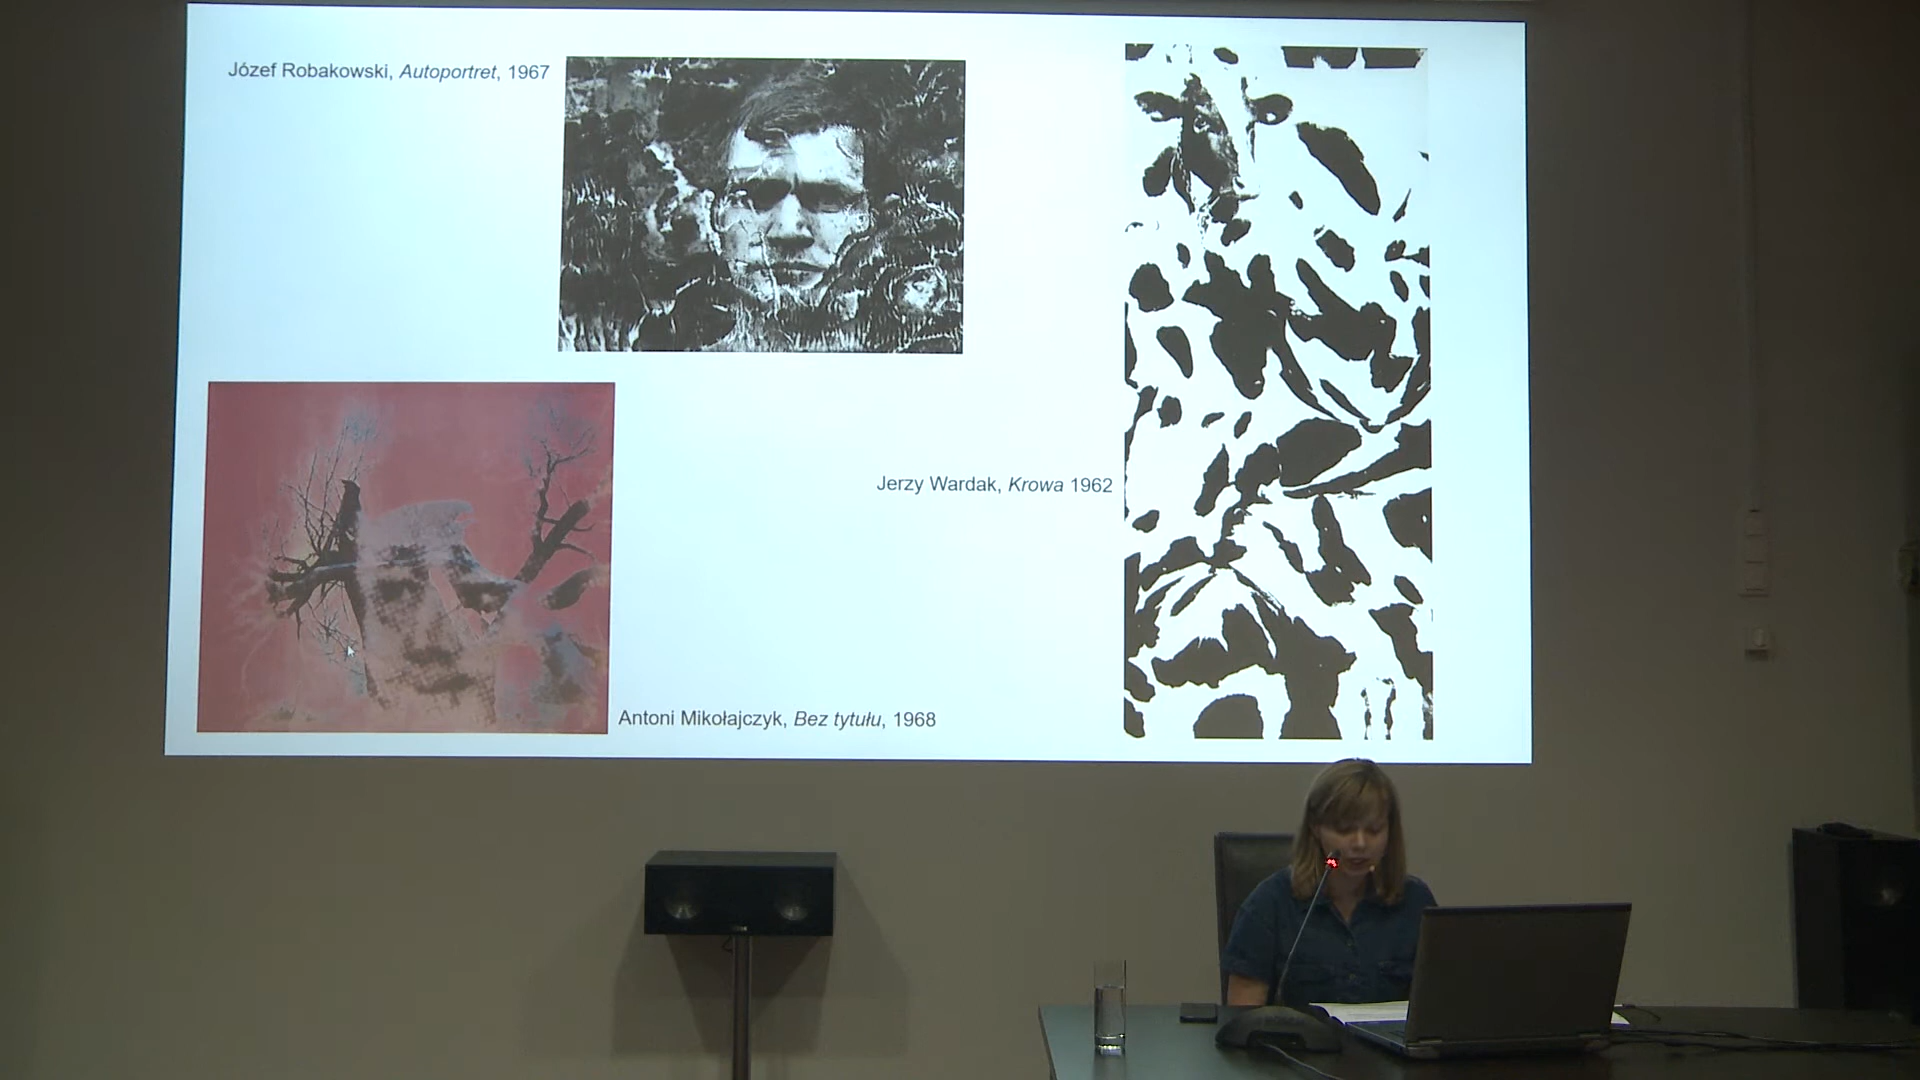 Józef Robakowski, Autoportret, 1967
Jerzy Wardak, Krowa 1962
Antoni Mikołajczyk, Bez tytułu, 1968